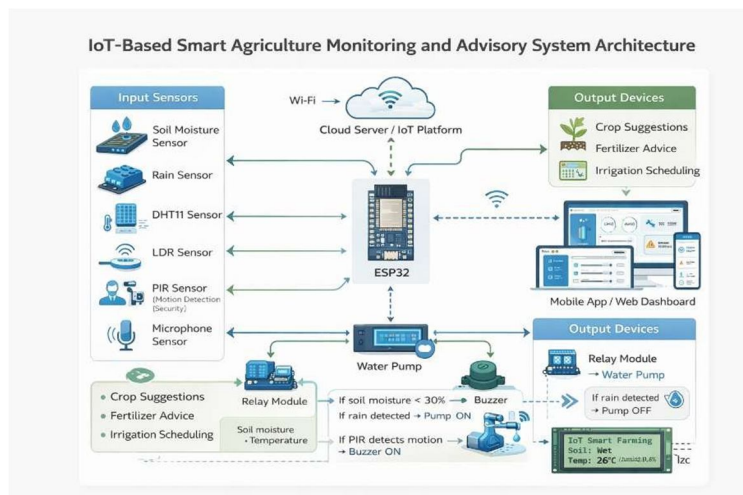 IoT-Based Smart Agriculture Monitoring and Advisory System Architecture
Input Sensors
Soil Moisture
Sensor
Rain Sensor
DHT11 Sensor
LDR Sensor
PIR Sensor
(Motion Detection
(Security)
Microphone
Sensor
Wi-Fi
Cloud Server / IoT Platform
ESP32
Output Devices
Crop Suggestions
Fertilizer Advice
Irrigation Scheduling
Mobile App / Web Dashboard
Water Pump
Relay Module
Buzzer
• Crop Suggestions
• Fertilizer Advice
• Irrigation Scheduling
Soil moisture
• Temperature
If soil moisture < 30%
If rain detected → Pump ON
If PIR detects motion
→ Buzzer ON
Output Devices
Relay Module
→ Water Pump
If rain detected
→ Pump OFF
IoT Smart Farming
Soil: Wet
Temp: 26°C
Izc